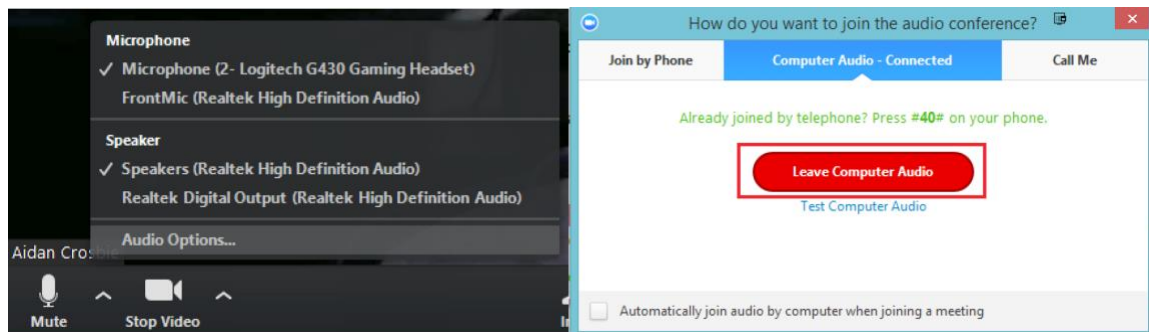 Microphone
Microphone (2- Logitech G430 Gaming Headset)
FrontMic (Realtek High Definition Audio)
Speaker
Speakers (Realtek High Definition Audio)
Realtek Digital Output (Realtek High Definition Audio)
Audio Options...
Aidan
Mute
Stop Video
How do you want to join the audio conference?
Join by Phone
Computer Audio - Connected
Call Me
Already joined by telephone? Press #40# on your phone.
Leave Computer Audio
Test Computer Audio
Automatically join audio by computer when joining a meeting